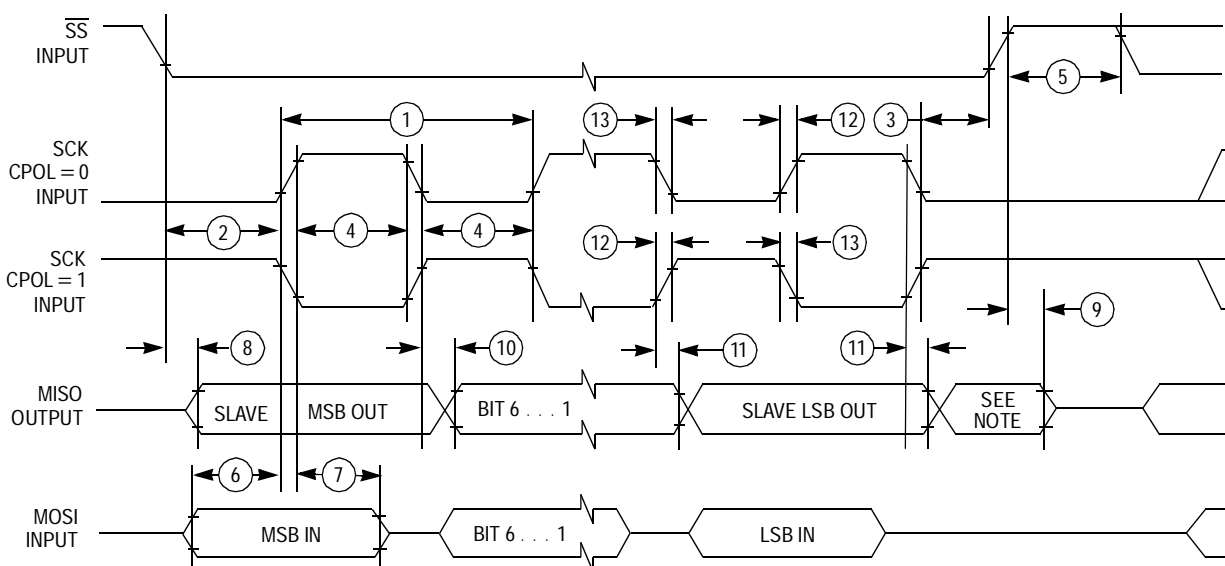 SS
INPUT
5
1
13
12
3
SCK
CPOL = 0
INPUT
2
4
4
SCK
CPOL = 1
INPUT
12
13
8
10
11
11
9
MISO
OUTPUT
SLAVE
MSB OUT
BIT 6 . . . 1
SLAVE LSB OUT
SEE
NOTE
6
7
MOSI
INPUT
MSB IN
BIT 6 . . . 1
LSB IN